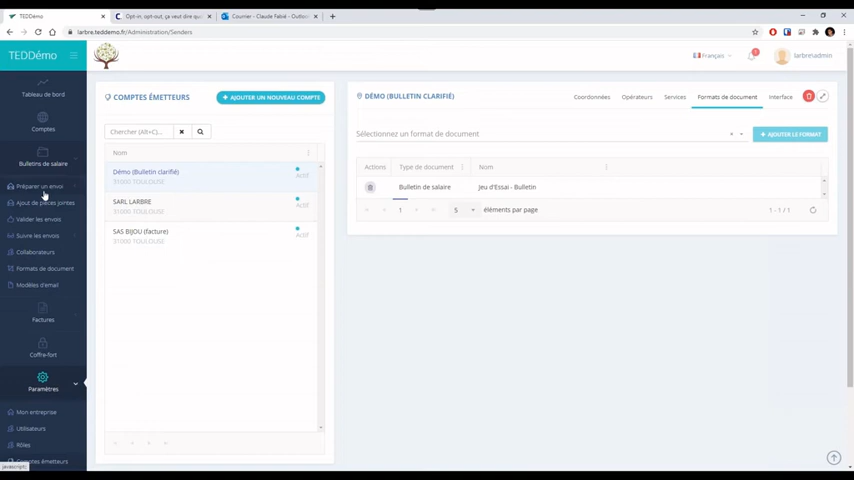 TEDDémo
Opt-in, opt-out, ça veut dire quo
Courrier - Claude Fabié - Outloo
larbre.teddemo.fr/Administration/Senders
TEDDémo
Français
larbre\admin
Tableau de bord
Comptes
Bulletins de salaire
Préparer un envoi
Ajout de pièces jointes
Valider les envois
Suivre les envois
Collaborateurs
Formats de document
Modèles d'email
Factures
Coffre-fort
Paramètres
Mon entreprise
Utilisateurs
Rôles
Comptes émetteurs
javascript:
COMPTES ÉMETTEURS
+ AJOUTER UN NOUVEAU COMPTE
Chercher (Alt+C)...
Nom
Démo (Bulletin clarifié)
31000 TOULOUSE
Actif
SARL LARBRE
31000 TOULOUSE
Actif
SAS BIJOU (facture)
31000 TOULOUSE
Actif
DÉMO (BULLETIN CLARIFIÉ)
Coordonnées
Opérateurs
Services
Formats de document
Interface
Sélectionnez un format de document
+ AJOUTER LE FORMAT
Actions
Type de document
Nom
Bulletin de salaire
Jeu d'Essai - Bulletin
1
5
éléments par page
1 - 1 / 1